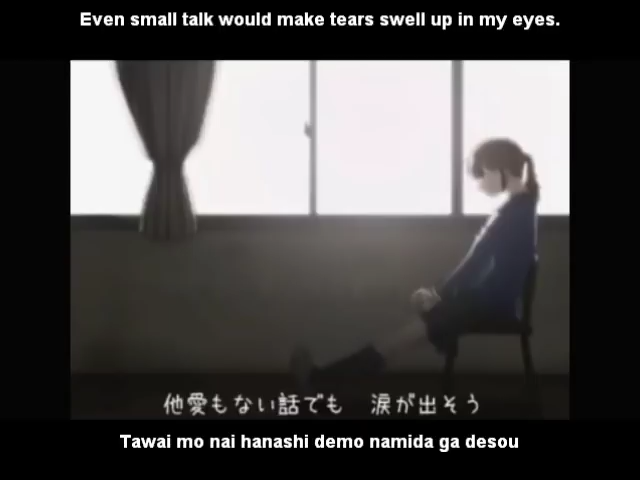 Even small talk would make tears swell up in my eyes.
他愛もない話でも 涙が出そう
Tawai mo nai hanashi demo namida ga desou